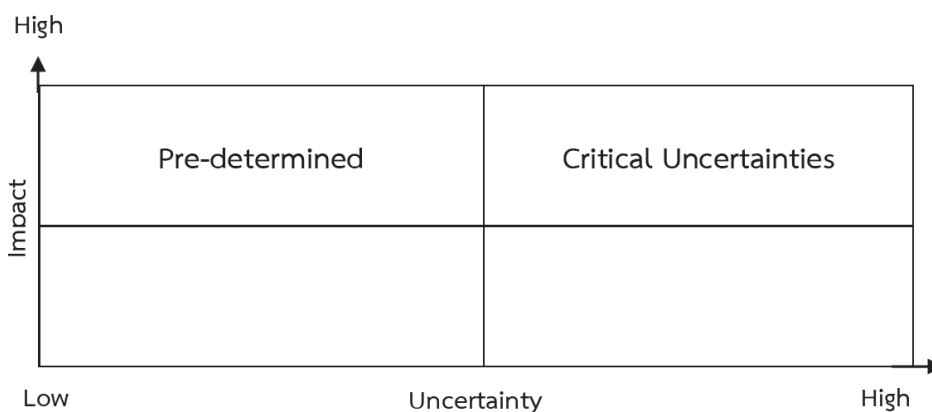 High
Pre-determined
Critical Uncertainties
Impact
Low
Uncertainty
High